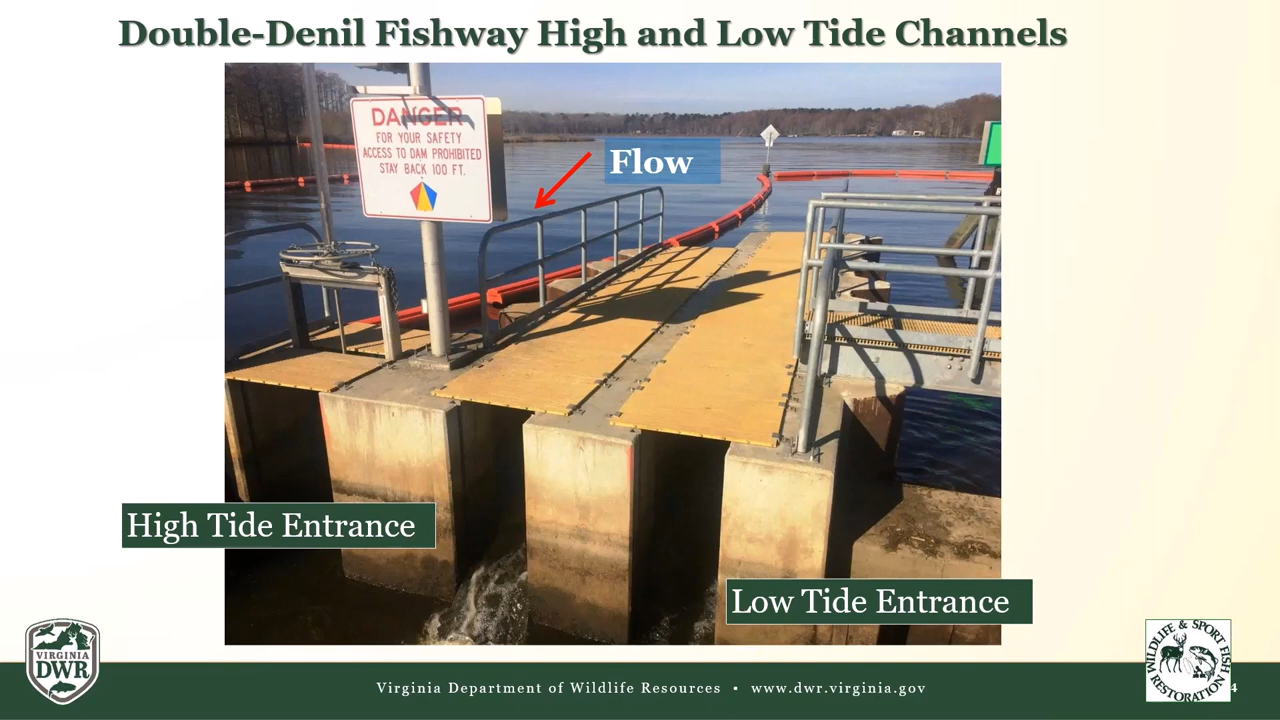 Double-Denil Fishway High and Low Tide Channels
DANGER
FOR YOUR SAFETY
ACCESS TO DAM PROHIBITED
STAY BACK 100 FT.
Flow
High Tide Entrance
Low Tide Entrance
VIRGINIA
DWR
Virginia Department of Wildlife Resources • www.dwr.virginia.gov
WILDLIFE & SPORT FISH
RESTORATION
4